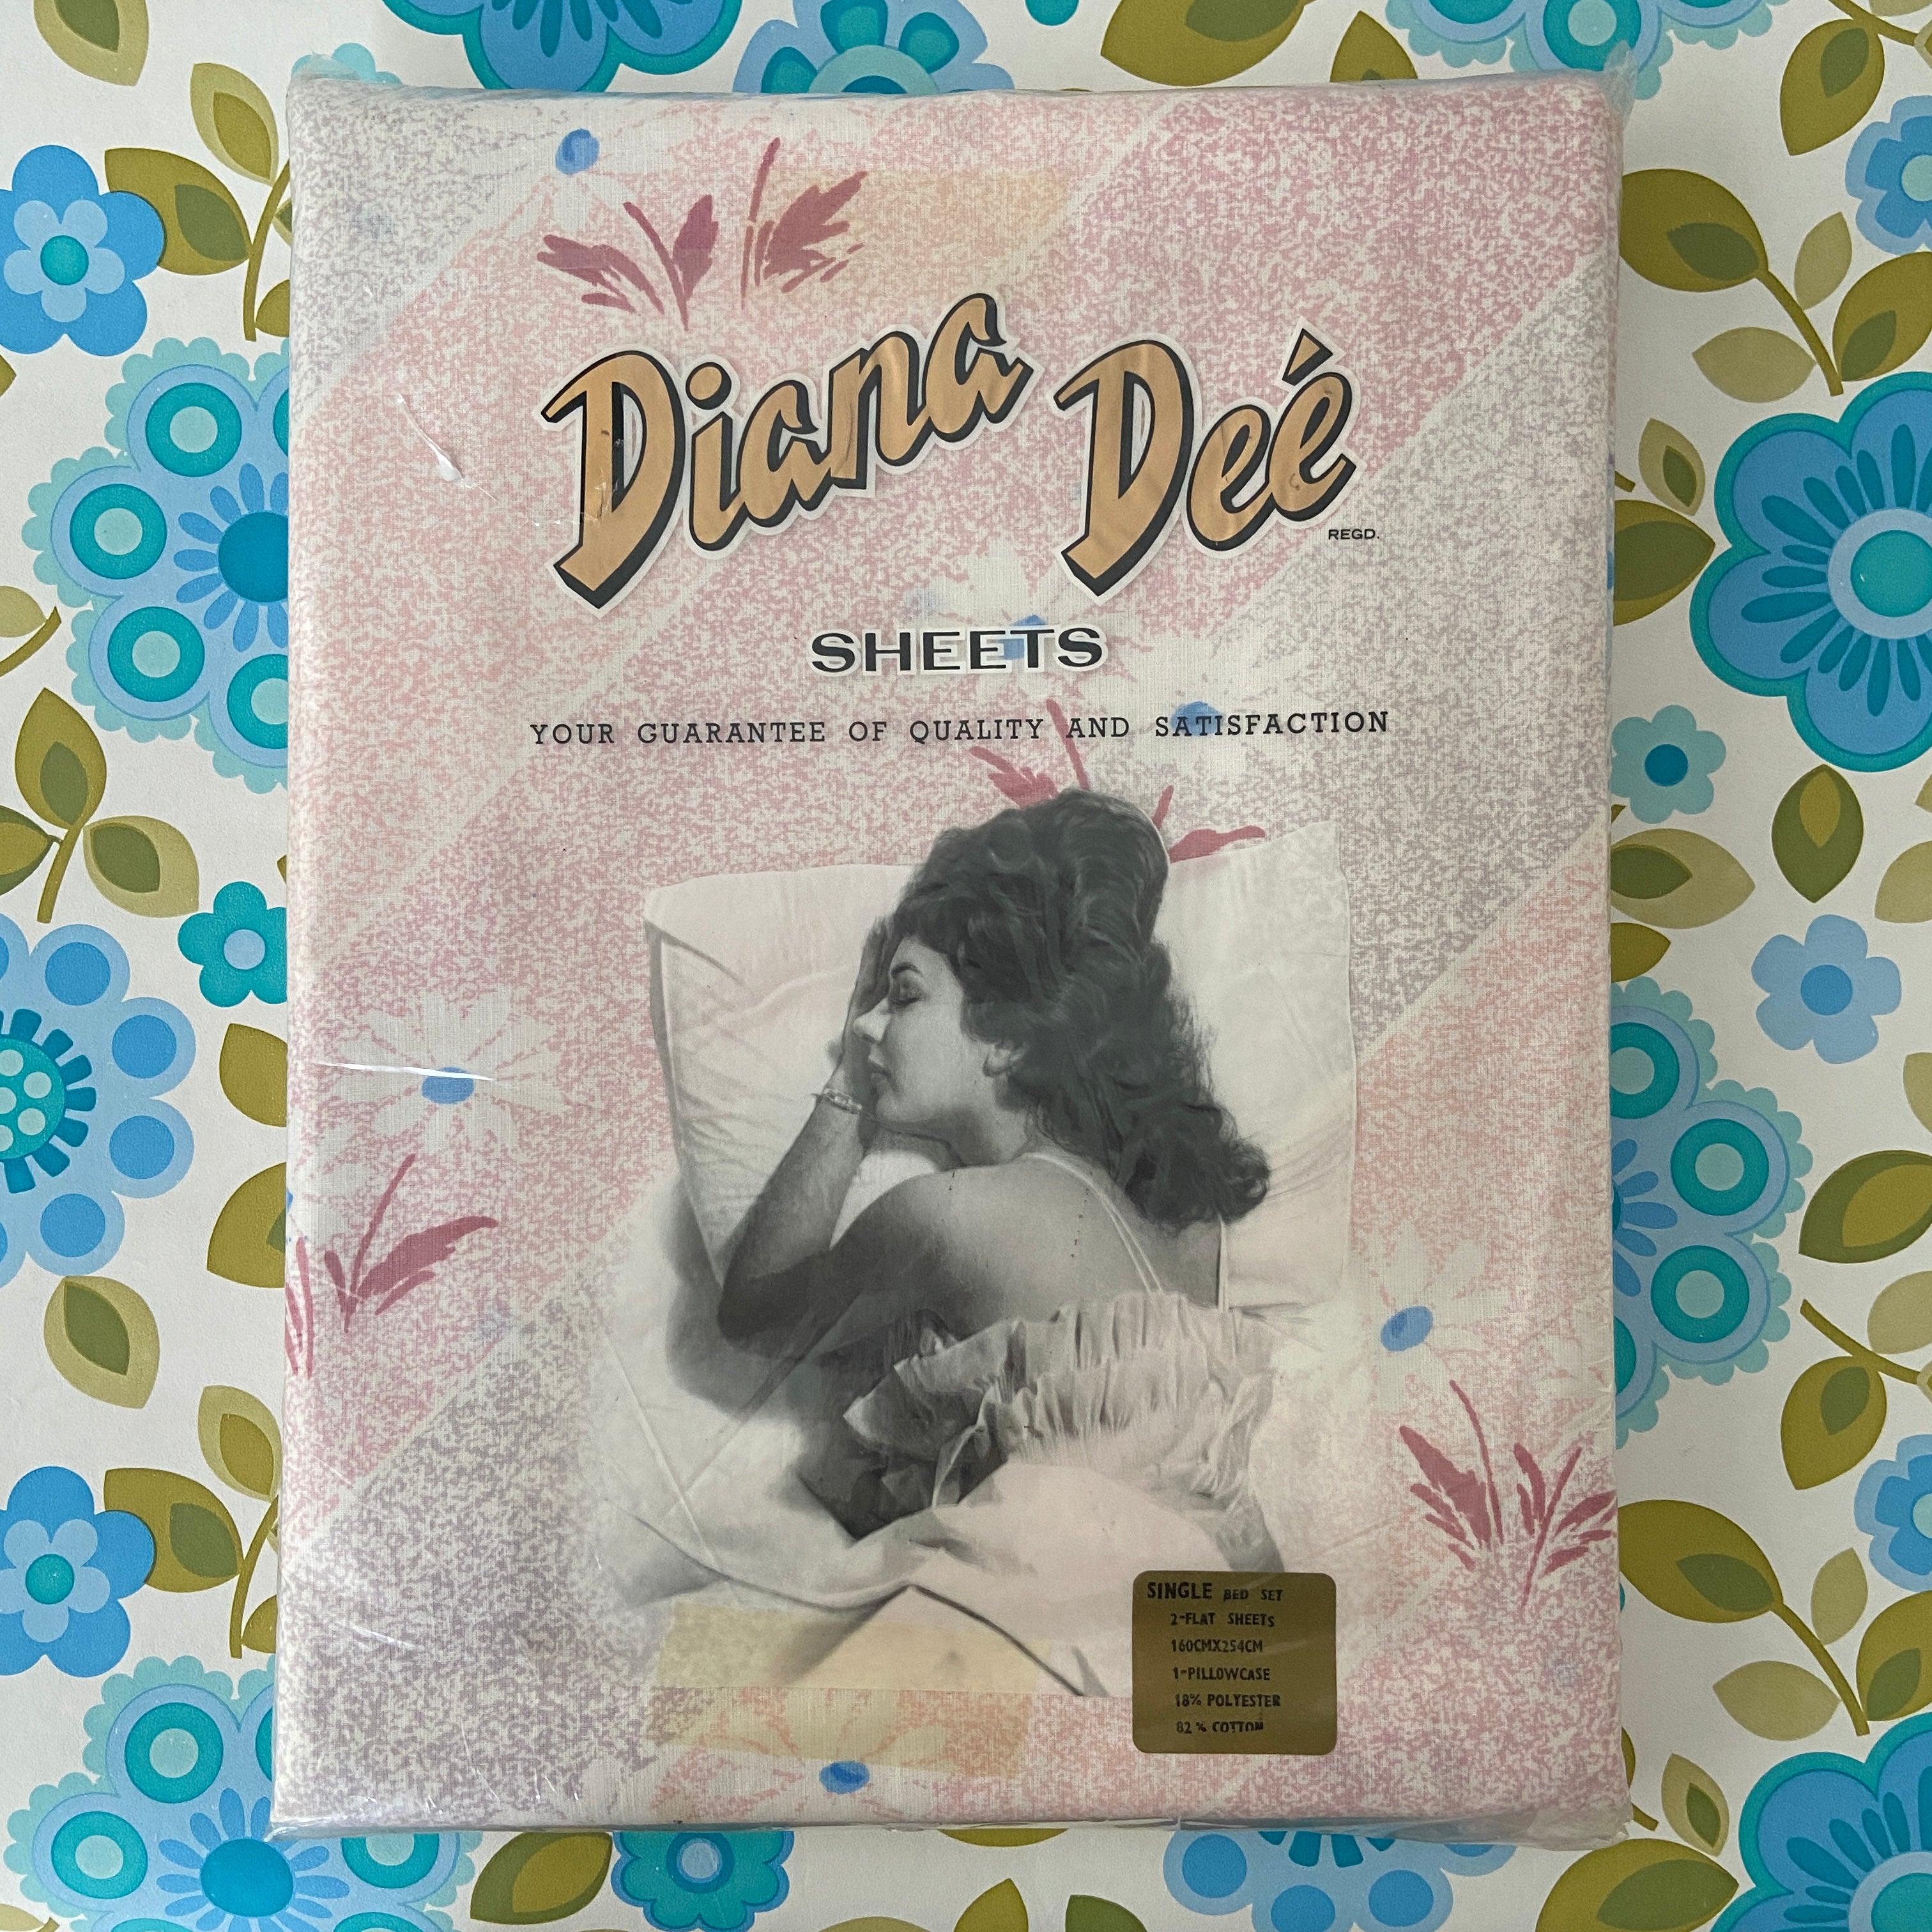 Diana Deé
REGD.
SHEETS
YOUR GUARANTEE OF QUALITY AND SATISFACTION
SINGLE BED SET
2-FLAT SHEETS
160CMX254CM
1-PILLOWCASE
18% POLYESTER
82% COTTON